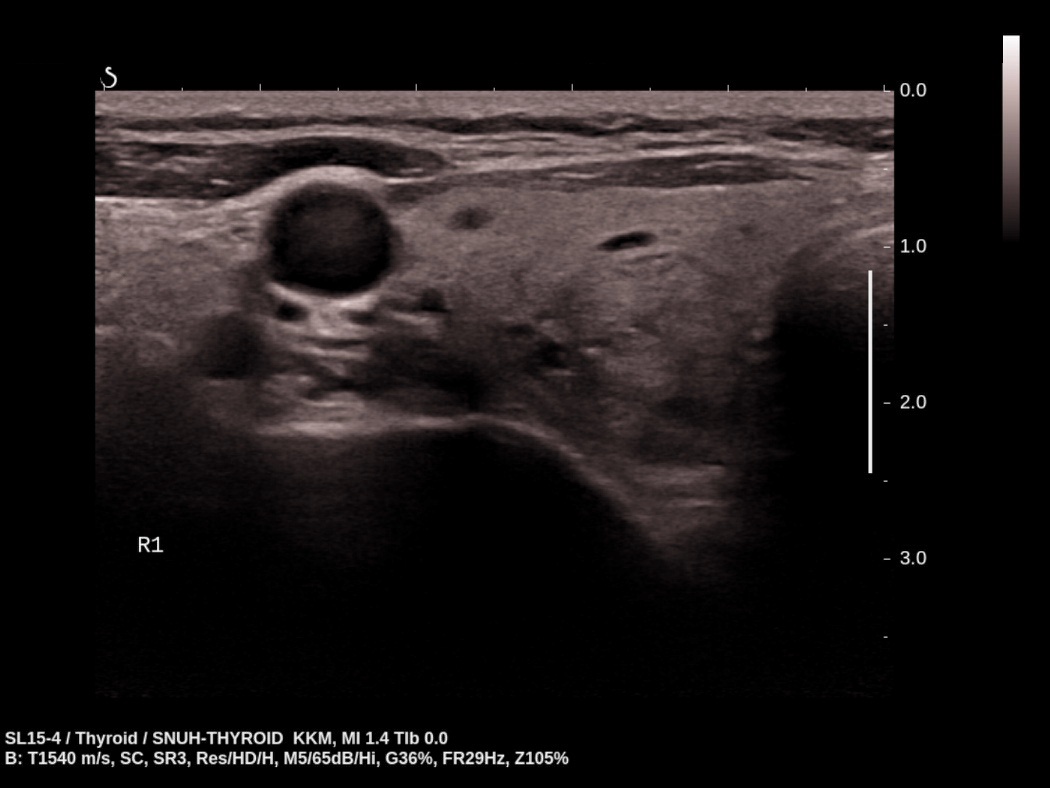 S
0.0
1.0
2.0
3.0
R1
SL15-4 / Thyroid / SNUH-THYROID  KKM, MI 1.4 TIb 0.0
B: T1540 m/s, SC, SR3, Res/HD/H, M5/65dB/Hi, G36%, FR29Hz, Z105%